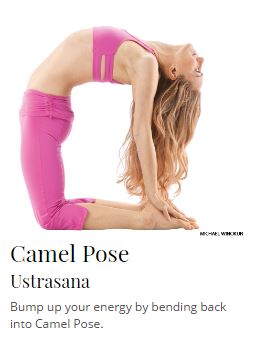 MICHAEL WINOKUR
Camel Pose
Ustrasana
Bump up your energy by bending back
into Camel Pose.